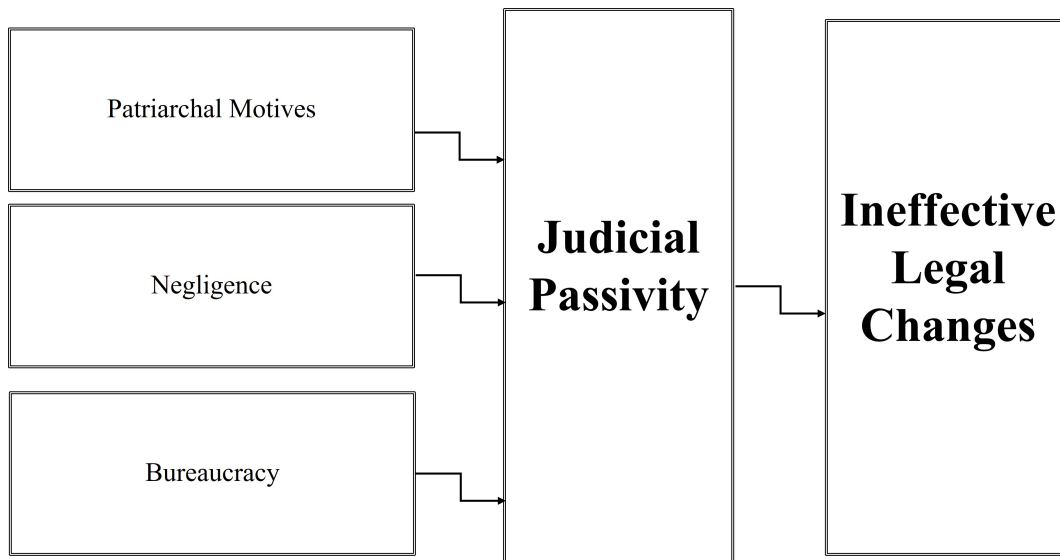 Patriarchal Motives
Negligence
Bureaucracy
Judicial
Passivity
Ineffective
Legal
Changes